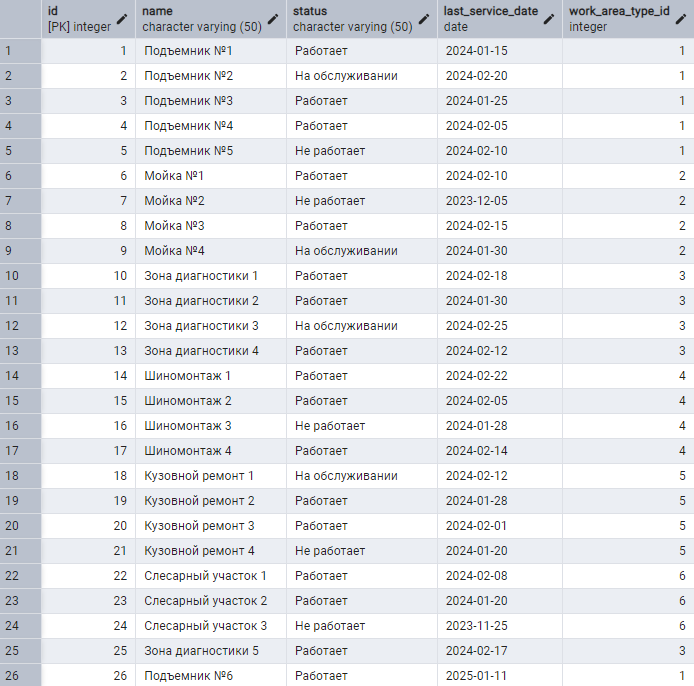 id name status last_service_date work_area_type_id
[PK] integer character varying (50) character varying (50) date integer
1 1 Подъемник №1 Работает 2024-01-15 1
2 2 Подъемник №2 На обслуживании 2024-02-20 1
3 3 Подъемник №3 Работает 2024-01-25 1
4 4 Подъемник №4 Работает 2024-02-05 1
5 5 Подъемник №5 Не работает 2024-02-10 1
6 6 Мойка №1 Работает 2024-02-10 2
7 7 Мойка №2 Не работает 2023-12-05 2
8 8 Мойка №3 Работает 2024-02-15 2
9 9 Мойка №4 На обслуживании 2024-01-30 2
10 10 Зона диагностики 1 Работает 2024-02-18 3
11 11 Зона диагностики 2 Работает 2024-01-30 3
12 12 Зона диагностики 3 На обслуживании 2024-02-25 3
13 13 Зона диагностики 4 Работает 2024-02-12 3
14 14 Шиномонтаж 1 Работает 2024-02-22 4
15 15 Шиномонтаж 2 Работает 2024-02-05 4
16 16 Шиномонтаж 3 Не работает 2024-01-28 4
17 17 Шиномонтаж 4 Работает 2024-02-14 4
18 18 Кузовной ремонт 1 На обслуживании 2024-02-12 5
19 19 Кузовной ремонт 2 Работает 2024-01-28 5
20 20 Кузовной ремонт 3 Работает 2024-02-01 5
21 21 Кузовной ремонт 4 Не работает 2024-01-20 5
22 22 Слесарный участок 1 Работает 2024-02-08 6
23 23 Слесарный участок 2 Работает 2024-01-20 6
24 24 Слесарный участок 3 Не работает 2023-11-25 6
25 25 Зона диагностики 5 Работает 2024-02-17 3
26 26 Подъемник №6 Работает 2025-01-11 1